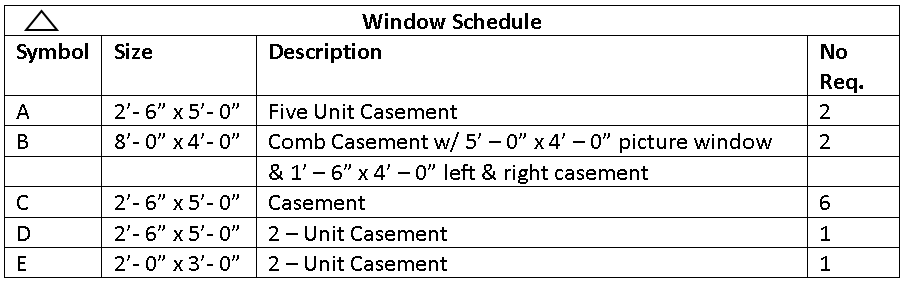 Window Schedule
Symbol Size Description No
Req.
A 2’- 6” x 5’- 0” Five Unit Casement 2
B 8’- 0” x 4’- 0” Comb Casement w/ 5’ – 0” x 4’ – 0” picture window 2
& 1’ – 6” x 4’ – 0” left & right casement
C 2’- 6” x 5’- 0” Casement 6
D 2’- 6” x 5’- 0” 2 – Unit Casement 1
E 2’- 0” x 3’- 0” 2 – Unit Casement 1